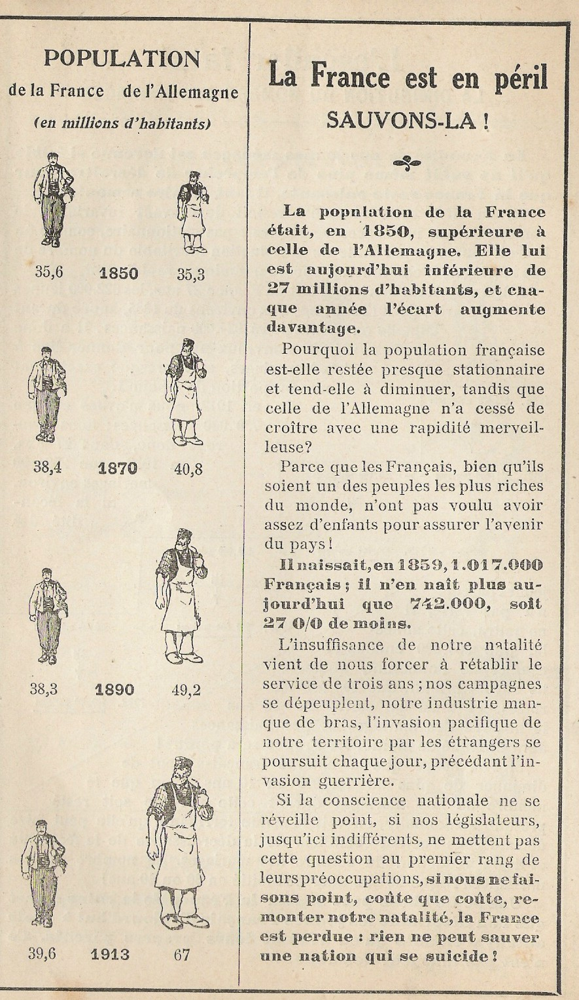 POPULATION
de la France de l'Allemagne
(en millions d'habitants)
35,6 1850 35,3
38,4 1870 40,8
38,3 1890 49,2
39,6 1913 67
La France est en péril
SAUVONS-LA !
La popnlation de la France
était, en 1850, supérieure à
celle de l'Allemagne. Elle lui
est aujourd'hui inférieure de
27 millions d'habitants, et cha-
que année l'écart augmente
davantage.
Pourquoi la population française
est-elle restée presque stationnaire
et tend-elle à diminuer, tandis que
celle de l'Allemagne n'a cessé de
croître avec une rapidité merveil-
leuse?
Parce que les Français, bien qu'ils
soient un des peuples les plus riches
du monde, n'ont pas voulu avoir
assez d'enfants pour assurer l'avenir
du pays !
Il naissait, en 1859, 1.017.000
Français ; il n'en naît plus au-
jourd'hui que 742.000, soit
27 0/0 de moins.
L'insuffisance de notre natalité
vient de nous forcer à rétablir le
service de trois ans ; nos campagnes
se dépeuplent, notre industrie man-
que de bras, l'invasion pacifique de
notre territoire par les étrangers se
poursuit chaque jour, précédant l'in-
vasion guerrière.
Si la conscience nationale ne se
réveille point, si nos législateurs,
jusqu'ici indifférents, ne mettent pas
cette question au premier rang de
leurs préoccupations, si nous ne fai-
sons point, coûte que coûte, re-
monter notre natalité, la France
est perdue : rien ne peut sauver
une nation qui se suicide !